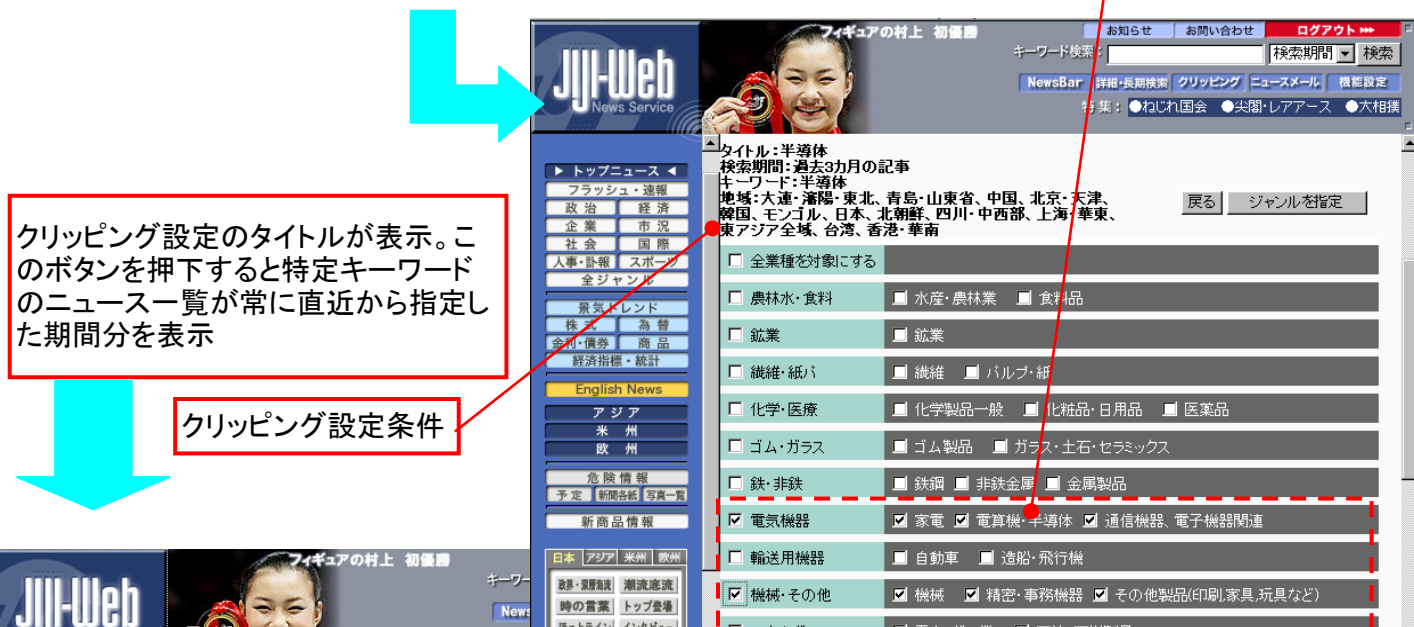 フィギュアの村上 初優勝
お知らせ お問い合わせ ログアウト
キーワード検索: 検索期間 検索
JIJI-Web
News Service
NewsBar 詳細・長期検索 クリッピング ニュースメール 機能設定
特 集: ●ねじれ国会 ●尖閣・レアアース ●大相撲
タイトル:半導体
検索期間:過去3カ月の記事
キーワード:半導体
地域:大連・瀋陽・東北、青島・山東省、中国、北京・天津、
韓国、モンゴル、日本、北朝鮮、四川・中西部、上海・華東、
東アジア全域、台湾、香港・華南
戻る ジャンルを指定
クリッピング設定のタイトルが表示。こ
のボタンを押下すると特定キーワード
のニュース一覧が常に直近から指定し
た期間分を表示
クリッピング設定条件
▶ トップニュース ◀
フラッシュ・速報
政 治 経 済
企 業 市 況
社 会 国 際
人事・訃報 スポーツ
全ジャンル
景気トレンド
株 式 為 替
金利・債券 商 品
経済指標・統計
English News
ア ジ ア
米 州
欧 州
危 険 情 報
予 定 新聞各紙 写真一覧
新 商 品 情 報
日本 アジア 米州 欧州
政界・深層海流 潮流底流
時の言葉 トップ登場
ほっとライン インタビュー
全業種を対象にする
農林水・食料 水産・農林業 食料品
鉱業 鉱業
繊維・紙パ 繊維 パルプ・紙
化学・医療 化学製品一般 化粧品・日用品 医薬品
ゴム・ガラス ゴム製品 ガラス・土石・セラミックス
鉄・非鉄 鉄鋼 非鉄金属 金属製品
電気機器 家電 電算機・半導体 通信機器、電子機器関連
輸送用機器 自動車 造船・飛行機
機械・その他 機械 精密・事務機器 その他製品(印刷,家具,玩具など)
フィギュアの村上 初優勝
キーワー
JIJI-Web
News